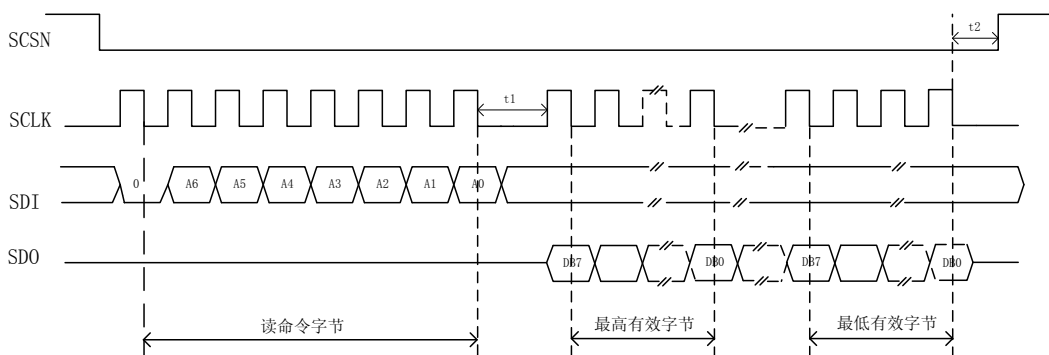 SCSN
t2
SCLK
t1
SDI
0 A6 A5 A4 A3 A2 A1 A0
SDO
DB7 DB0 DB7 DB0
读命令字节 最高有效字节 最低有效字节